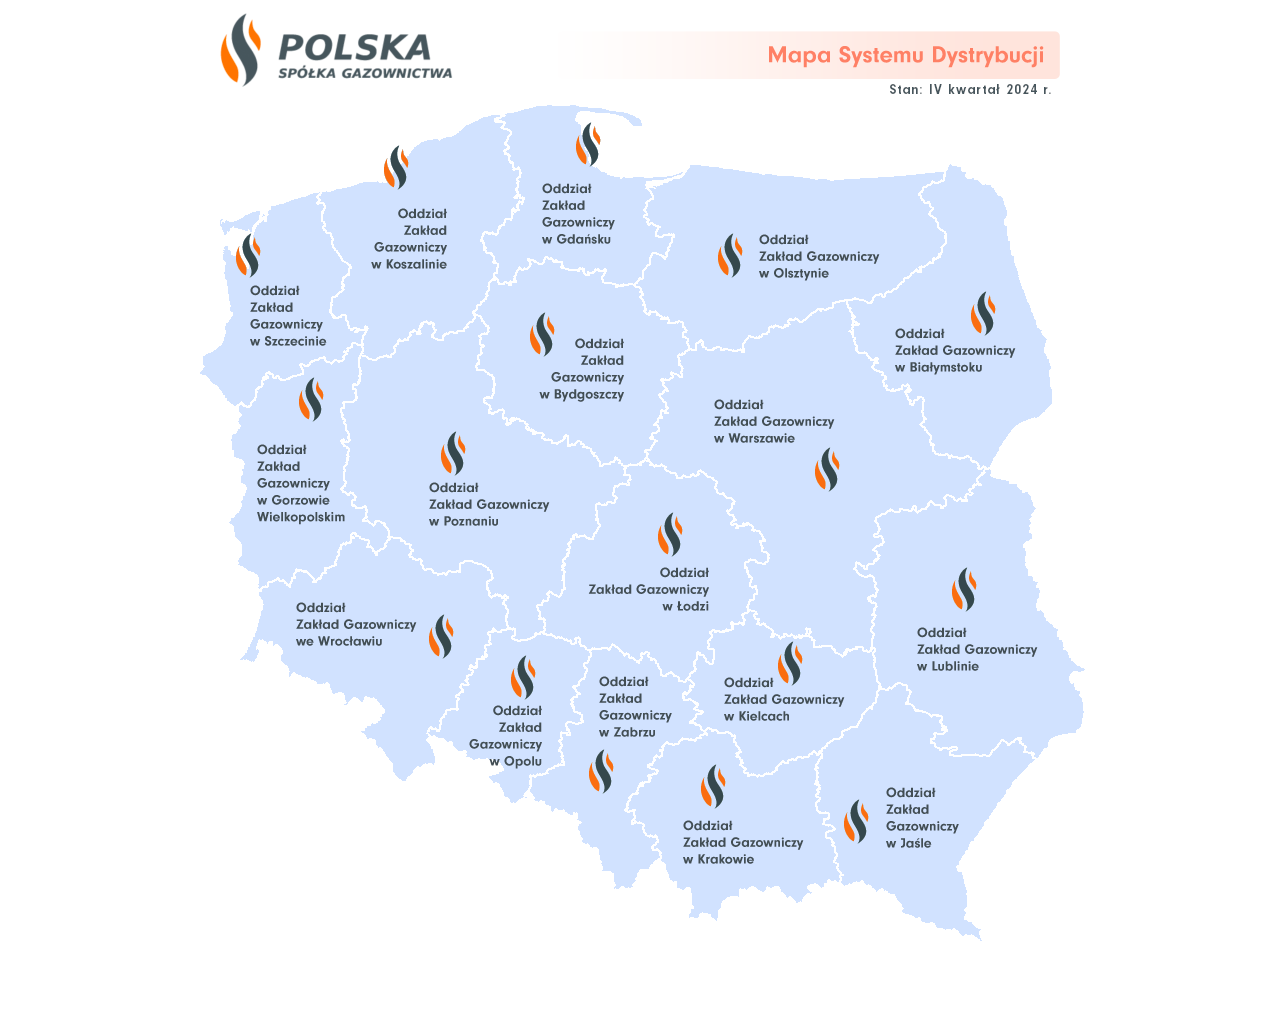 POLSKA
SPÓŁKA GAZOWNICTWA
Mapa Systemu Dystrybucji
Stan: IV kwartał 2024 r.
Oddział
Zakład
Gazowniczy
w Gdańsku
Oddział
Zakład
Gazowniczy
w Koszalinie
Oddział
Zakład Gazowniczy
w Olsztynie
Oddział
Zakład
Gazowniczy
w Szczecinie
Oddział
Zakład Gazowniczy
w Białymstoku
Oddział
Zakład
Gazowniczy
w Bydgoszczy
Oddział
Zakład Gazowniczy
w Warszawie
Oddział
Zakład
Gazowniczy
w Gorzowie
Wielkopolskim
Oddział
Zakład Gazowniczy
w Poznaniu
Oddział
Zakład Gazowniczy
w Łodzi
Oddział
Zakład Gazowniczy
we Wrocławiu
Oddział
Zakład Gazowniczy
w Lublinie
Oddział
Zakład
Gazowniczy
w Zabrzu
Oddział
Zakład Gazowniczy
w Kielcach
Oddział
Zakład
Gazowniczy
w Opolu
Oddział
Zakład
Gazowniczy
w Jaśle
Oddział
Zakład Gazowniczy
w Krakowie